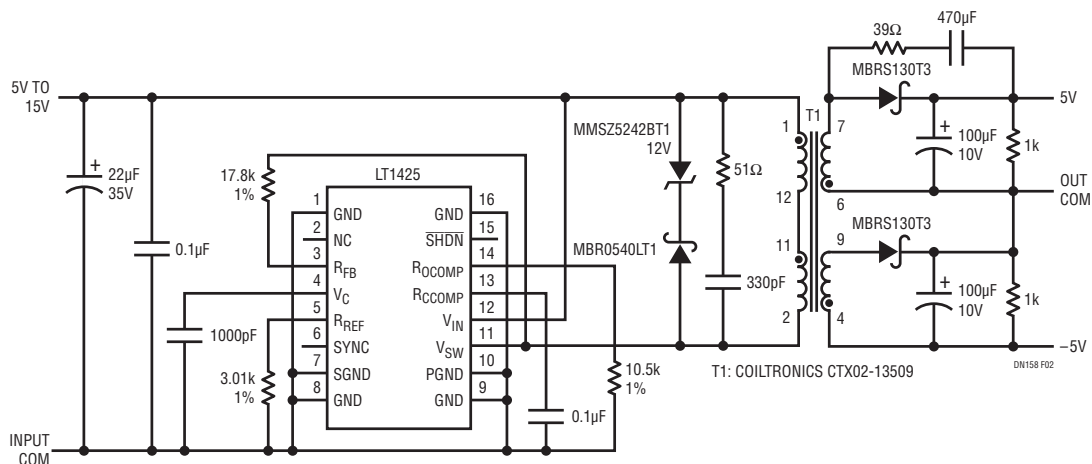 39Ω
470µF
MBRS130T3
5V TO
15V
5V
T1
MMSZ5242BT1
12V
1
7
100µF
10V
1k
22µF
35V
17.8k
1%
LT1425
51Ω
1
GND
16
GND
12
6
OUT
COM
2
NC
15
SHDN
MBRS130T3
0.1µF
3
RFB
14
ROCOMP
MBR0540LT1
11
9
4
VC
13
RCCOMP
330pF
100µF
10V
1k
5
RREF
12
VIN
2
4
1000pF
6
SYNC
11
VSW
–5V
3.01k
1%
7
SGND
10
PGND
10.5k
1%
T1: COILTRONICS CTX02-13509
DN158 F02
8
GND
9
GND
0.1µF
INPUT
COM
+
+
+